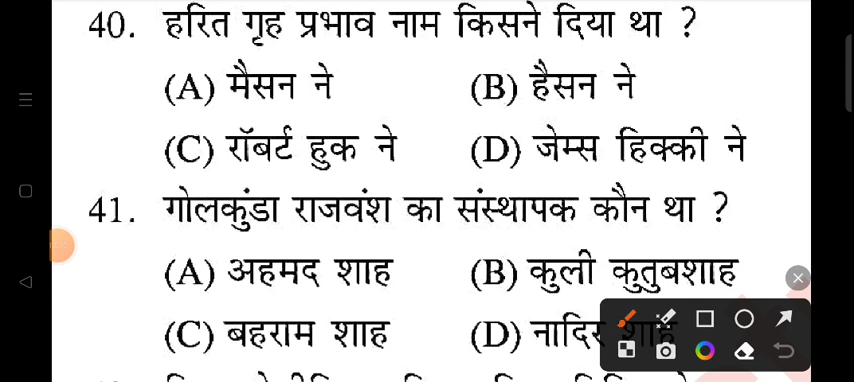 40. हरित गृह प्रभाव नाम किसने दिया था ?
(A) मैसन ने (B) हैसन ने
(C) रॉबर्ट हुक ने (D) जेम्स हिक्की ने
41. गोलकुंडा राजवंश का संस्थापक कौन था ?
(A) अहमद शाह (B) कुली कुतुबशाह
(C) बहराम शाह (D) नादिर शाह